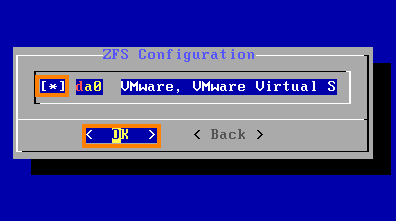 ZFS Configuration
[*] da0 VMware, VMware Virtual S
< OK > < Back >